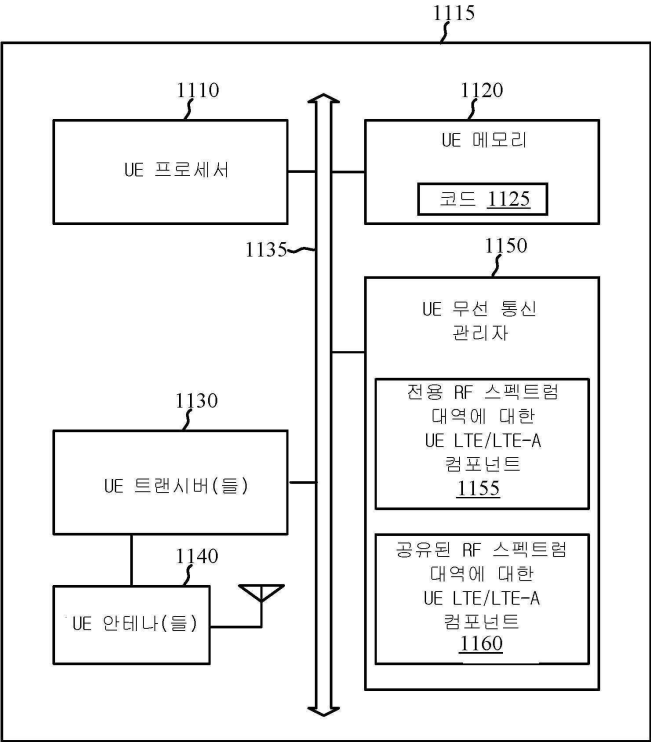 1115
1110
UE 프로세서
1120
UE 메모리
코드 1125
1135
1150
UE 무선 통신
관리자
전용 RF 스펙트럼
대역에 대한
UE LTE/LTE-A
컴포넌트
1155
공유된 RF 스펙트럼
대역에 대한
UE LTE/LTE-A
컴포넌트
1160
1130
UE 트랜시버(들)
1140
UE 안테나(들)